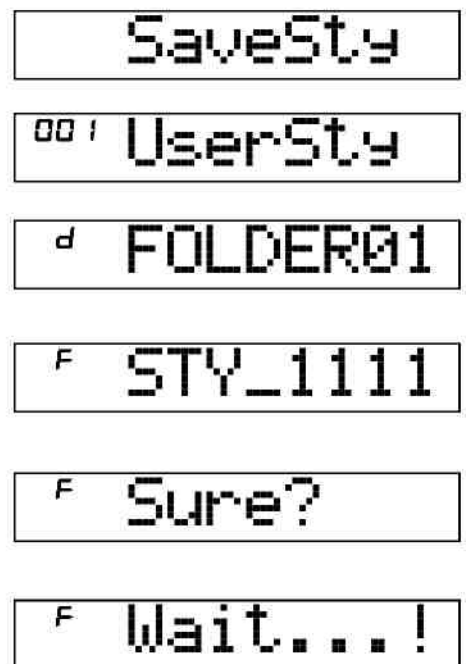 SaveSty
001 UserSty
d FOLDER01
F STY_1111
F Sure?
F Wait...!